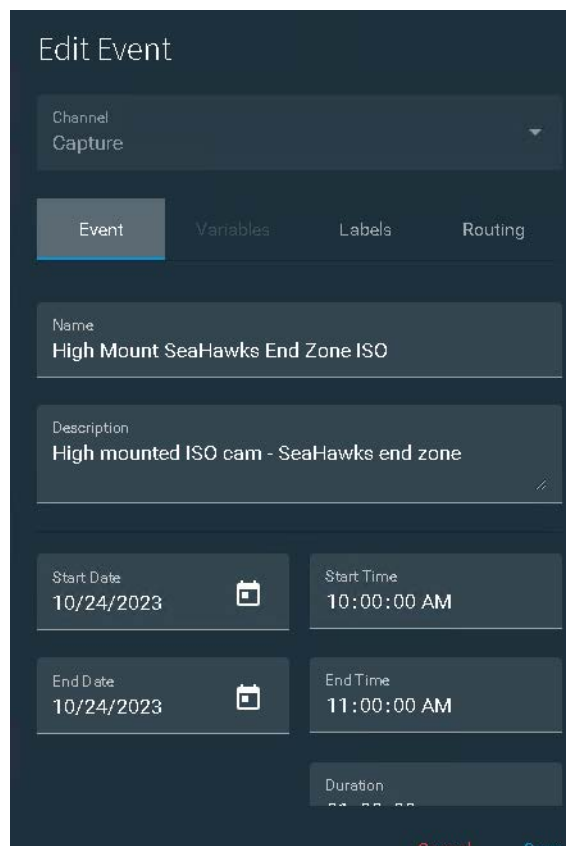 Edit Event
Channel
Capture
Event Variables Labels Routing
Name
High Mount SeaHawks End Zone ISO
Description
High mounted ISO cam - SeaHawks end zone
Start Date
10/24/2023
Start Time
10:00:00 AM
End Date
10/24/2023
End Time
11:00:00 AM
Duration